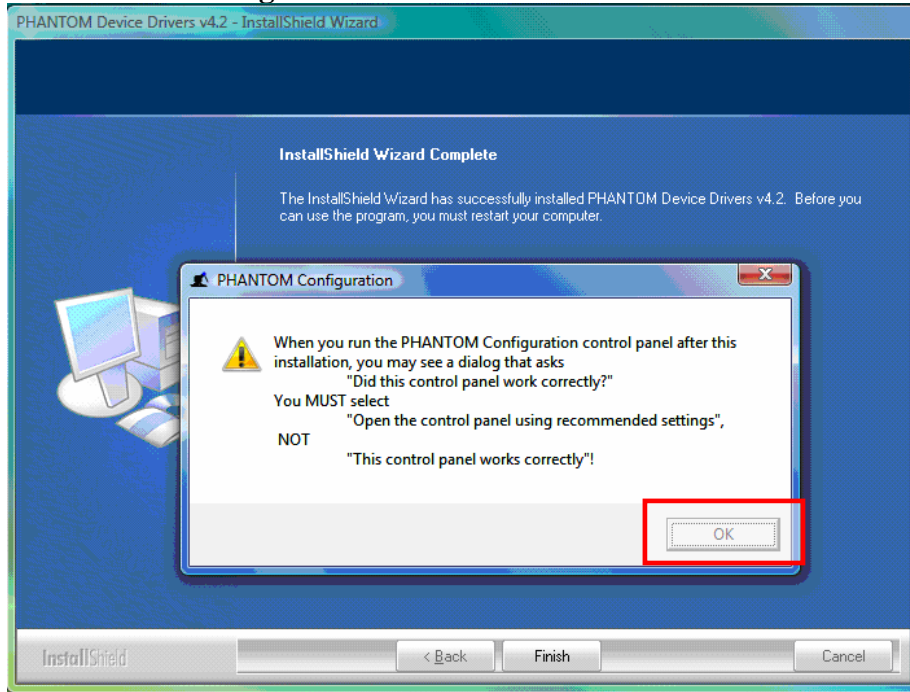 PHANTOM Device Drivers v4.2 - InstallShield Wizard
InstallShield Wizard Complete
The InstallShield Wizard has successfully installed PHANTOM Device Drivers v4.2. Before you
can use the program, you must restart your computer.
PHANTOM Configuration
When you run the PHANTOM Configuration control panel after this
installation, you may see a dialog that asks
"Did this control panel work correctly?"
You MUST select
"Open the control panel using recommended settings",
NOT
"This control panel works correctly"!
OK
InstallShield
< Back
Finish
Cancel